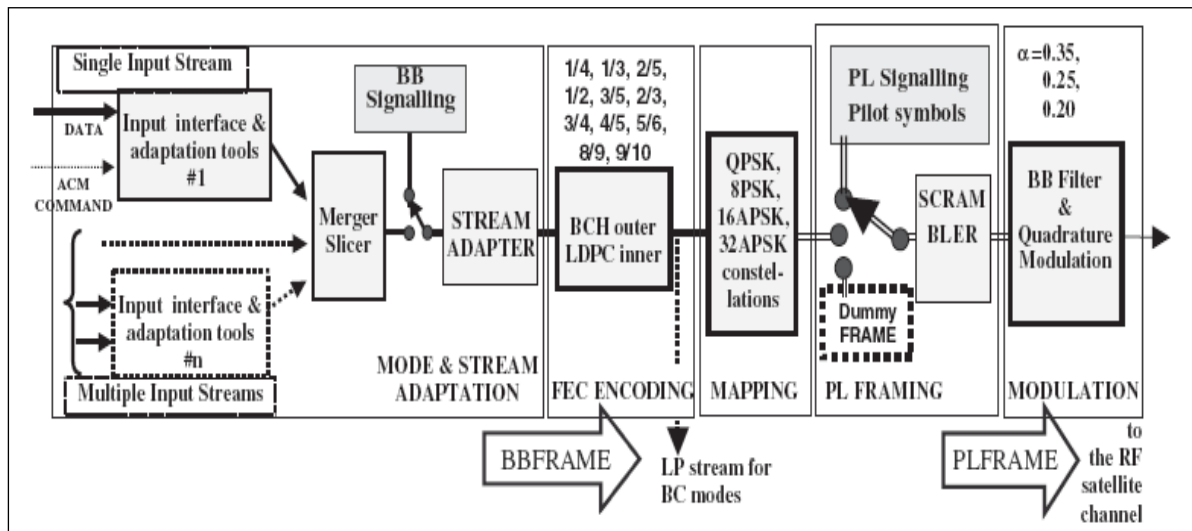 Single Input Stream
DATA
ACM
COMMAND
Input interface &
adaptation tools
#1
Input interface &
adaptation tools
#n
Multiple Input Streams
Merger
Slicer
BB
Signalling
STREAM
ADAPTER
MODE & STREAM
ADAPTATION
1/4, 1/3, 2/5,
1/2, 3/5, 2/3,
3/4, 4/5, 5/6,
8/9, 9/10
BCH outer
LDPC inner
FEC ENCODING
BBFRAME
LP stream for
BC modes
QPSK,
8PSK,
16APSK,
32APSK
constel-
lations
MAPPING
PL Signalling
Pilot symbols
Dummy
FRAME
SCRAM
BLER
PL FRAMING
α=0.35,
0.25,
0.20
BB Filter
&
Quadrature
Modulation
MODULATION
PLFRAME
to
the RF
satellite
channel